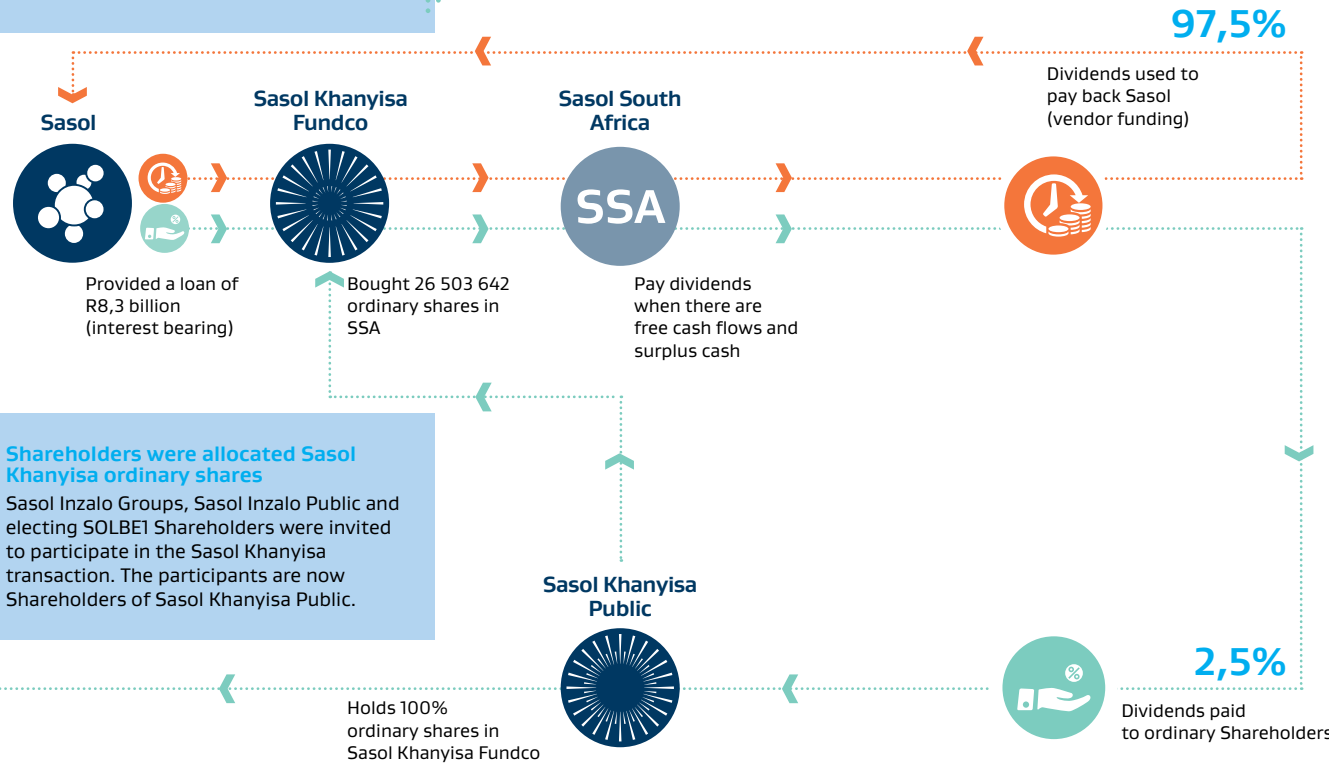 97,5%
Dividends used to
pay back Sasol
(vendor funding)
Sasol
Sasol Khanyisa
Fundco
Sasol South
Africa
SSA
Provided a loan of
R8,3 billion
(interest bearing)
Bought 26 503 642
ordinary shares in
SSA
Pay dividends
when there are
free cash flows and
surplus cash
Shareholders were allocated Sasol
Khanyisa ordinary shares
Sasol Inzalo Groups, Sasol Inzalo Public and
electing SOLBE1 Shareholders were invited
to participate in the Sasol Khanyisa
transaction. The participants are now
Shareholders of Sasol Khanyisa Public.
Sasol Khanyisa
Public
Holds 100%
ordinary shares in
Sasol Khanyisa Fundco
%
%
2,5%
Dividends paid
to ordinary Shareholders